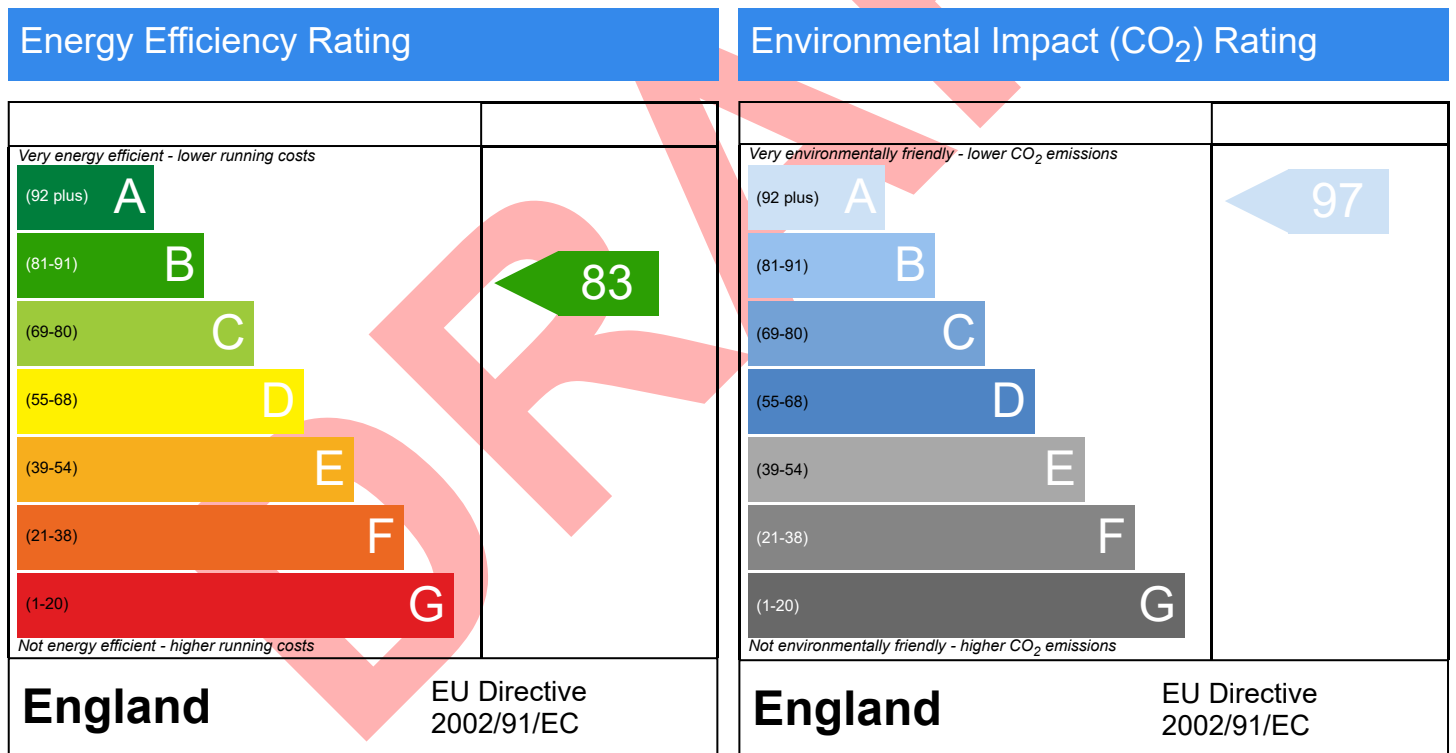 Energy Efficiency Rating
Very energy efficient - lower running costs
(92 plus) A
(81-91) B
(69-80) C
(55-68) D
(39-54) E
(21-38) F
(1-20) G
83
Not energy efficient - higher running costs
England
EU Directive
2002/91/EC
Environmental Impact (CO₂) Rating
Very environmentally friendly - lower CO₂ emissions
(92 plus) A
(81-91) B
(69-80) C
(55-68) D
(39-54) E
(21-38) F
(1-20) G
97
Not environmentally friendly - higher CO₂ emissions
England
EU Directive
2002/91/EC
DRA